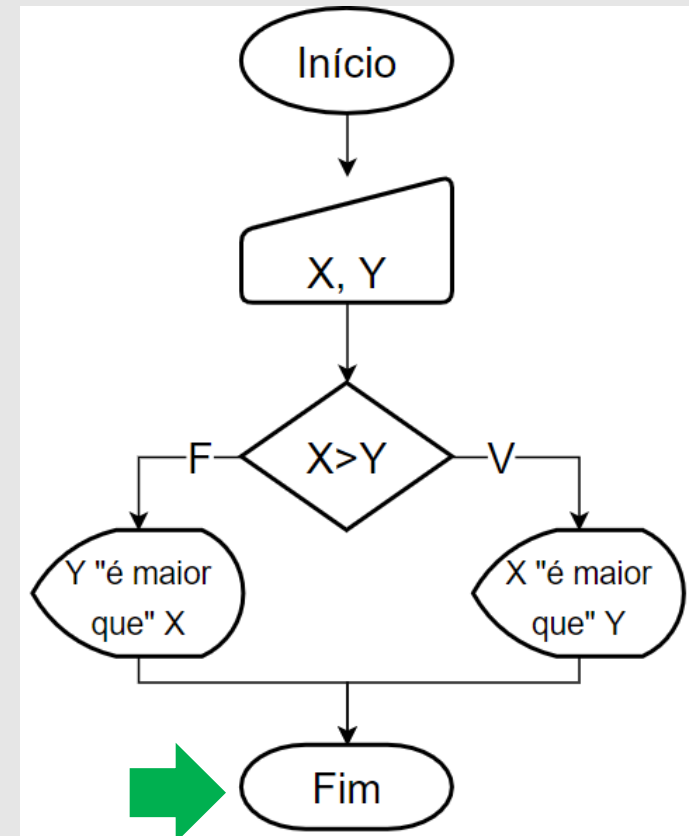 Início
X, Y
X>Y
F
V
Y "é maior
que" X
X "é maior
que" Y
Fim